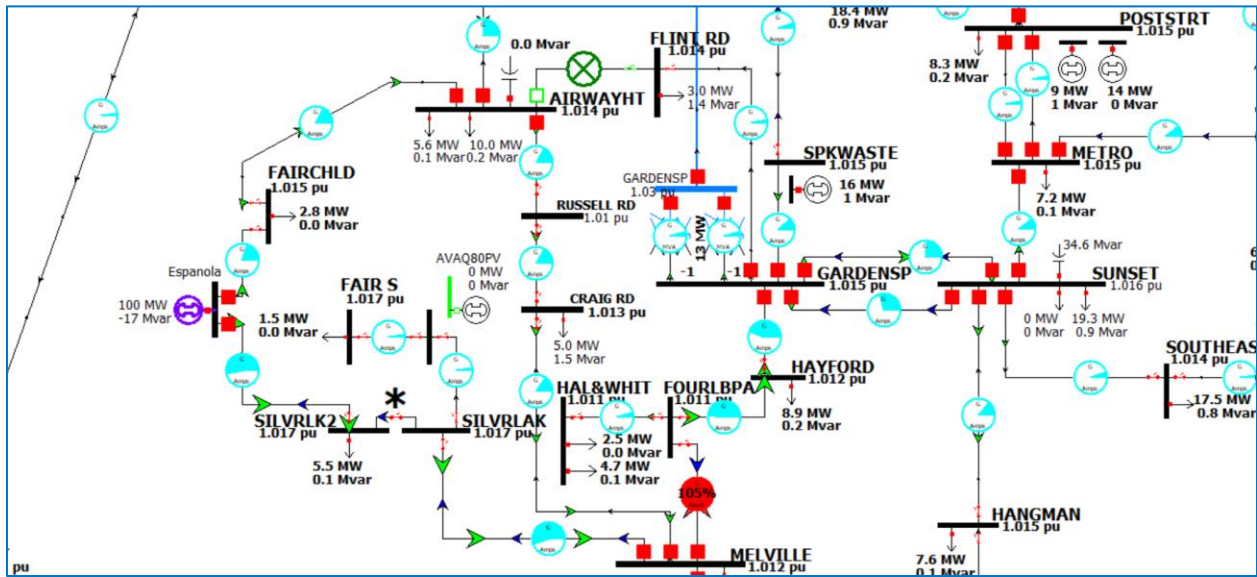 18.4 MW
0.9 Mvar
POSTSTRT
1.015 pu
0.0 Mvar
FLINT RD
1.014 pu
8.3 MW
0.2 Mvar
9 MW
1 Mvar
14 MW
0 Mvar
3.0 MW
1.4 Mvar
AIRWAYHT
1.014 pu
5.6 MW
0.1 Mvar
10.0 MW
0.2 Mvar
SPKWASTE
1.015 pu
METRO
1.015 pu
7.2 MW
0.1 Mvar
FAIRCHLD
1.015 pu
2.8 MW
0.0 Mvar
GARDENSP
1.03 pu
16 MW
1 Mvar
RUSSELL RD
1.01 pu
13 MW
34.6 Mvar
AVAQ80PV
0 MW
0 Mvar
Espanola
100 MW
-17 Mvar
FAIR S
1.017 pu
-1
-1
GARDENSP
1.015 pu
SUNSET
1.016 pu
CRAIG RD
1.013 pu
1.5 MW
0.0 Mvar
5.0 MW
1.5 Mvar
0 MW
0 Mvar
19.3 MW
0.9 Mvar
SOUTHEAS
1.014 pu
HAYFORD
1.012 pu
HAL&WHIT
1.011 pu
FOURLBPA
1.011 pu
8.9 MW
0.2 Mvar
17.5 MW
0.8 Mvar
*
SILVRLK2
1.017 pu
SILVRLAK
1.017 pu
2.5 MW
0.0 Mvar
4.7 MW
0.1 Mvar
5.5 MW
0.1 Mvar
105%
HANGMAN
1.015 pu
MELVILLE
1.012 pu
7.6 MW
0.1 Mvar
pu